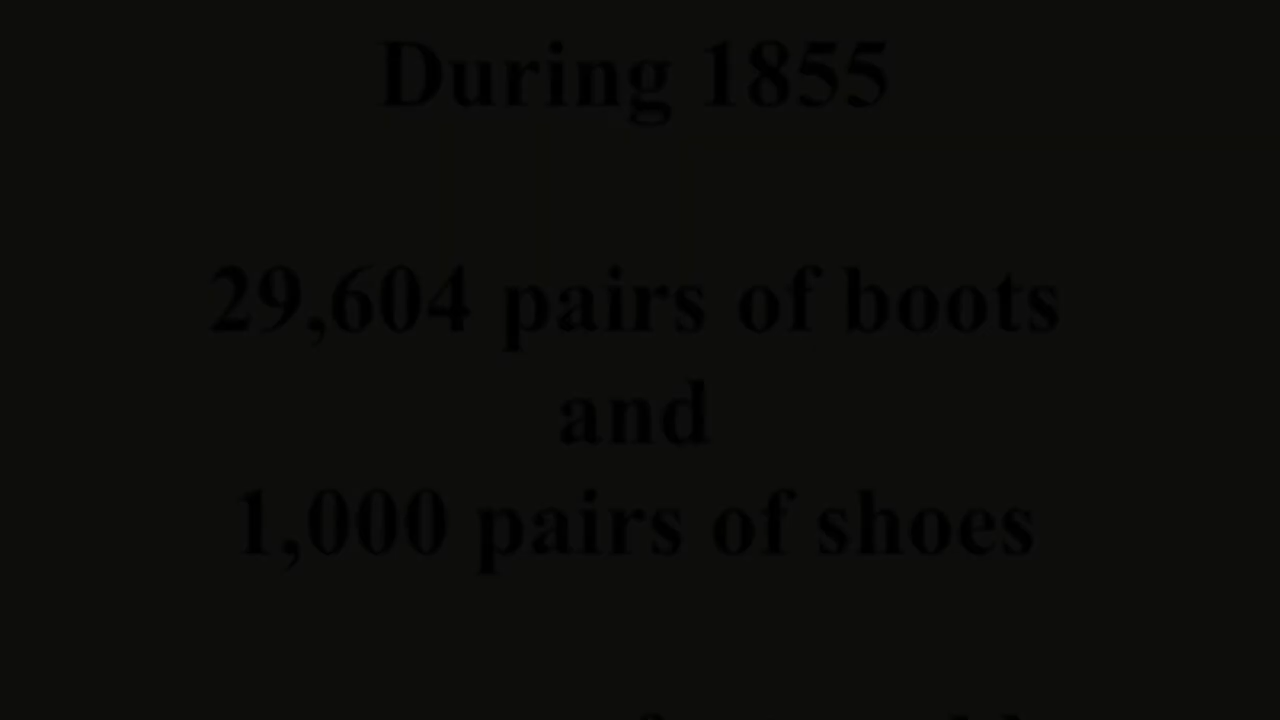 During 1855
29,604 pairs of boots
and
1,000 pairs of shoes